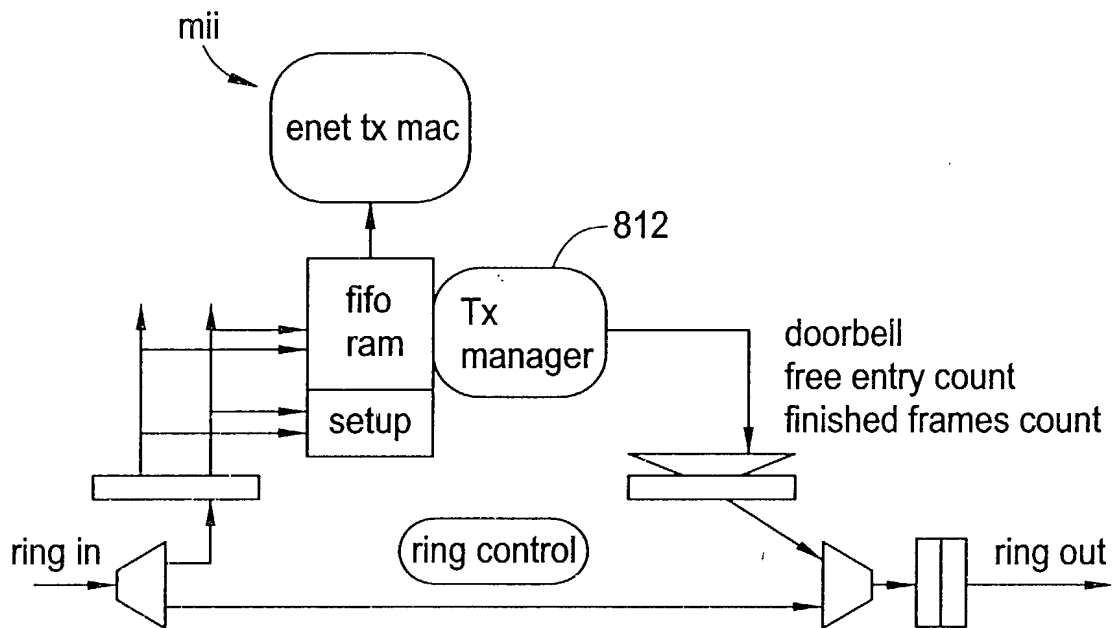 mii
enet tx mac
812
fifo
ram
setup
Tx
manager
doorbell
free entry count
finished frames count
ring in
ring control
ring out